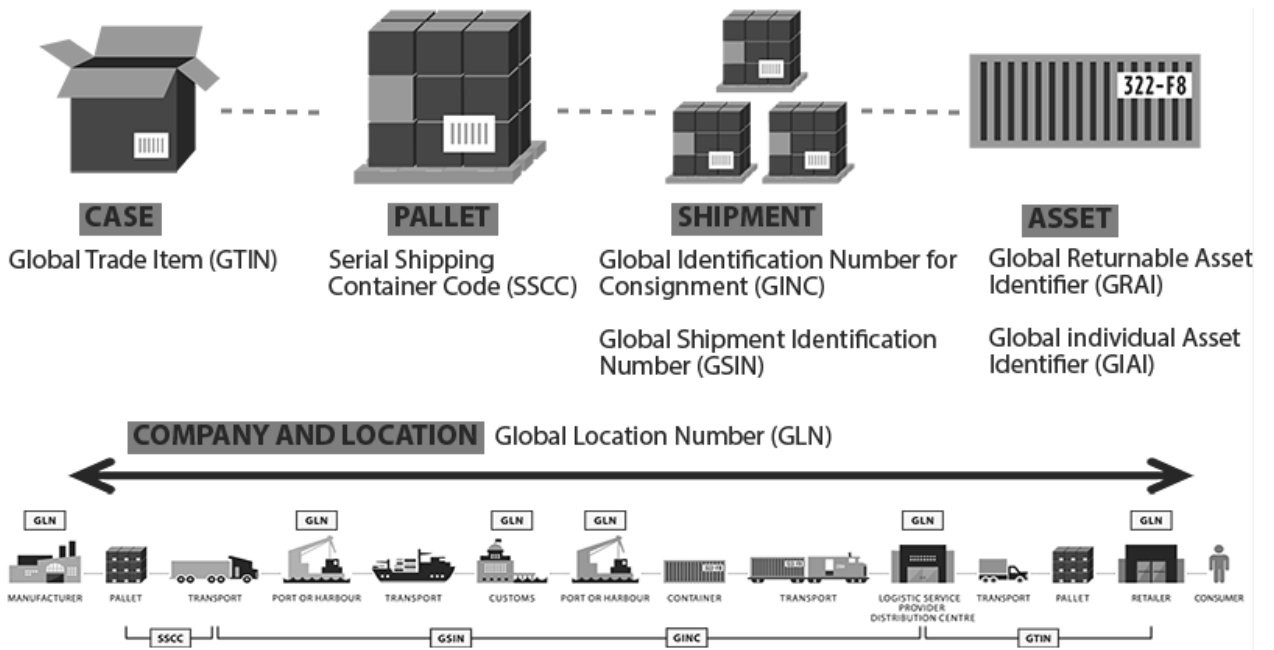 322-F8
CASE
Global Trade Item (GTIN)
PALLET
Serial Shipping
Container Code (SSCC)
SHIPMENT
Global Identification Number for
Consignment (GINC)
Global Shipment Identification
Number (GSIN)
ASSET
Global Returnable Asset
Identifier (GRAI)
Global individual Asset
Identifier (GIAI)
COMPANY AND LOCATION Global Location Number (GLN)
GLN GLN GLN GLN GLN GLN
MANUFACTURER PALLET TRANSPORT PORT OR HARBOUR TRANSPORT CUSTOMS PORT OR HARBOUR CONTAINER TRANSPORT LOGISTIC SERVICE TRANSPORT PALLET RETAILER CONSUMER
PROVIDER
DISTRIBUTION CENTRE
SSCC GSIN GINC GTIN